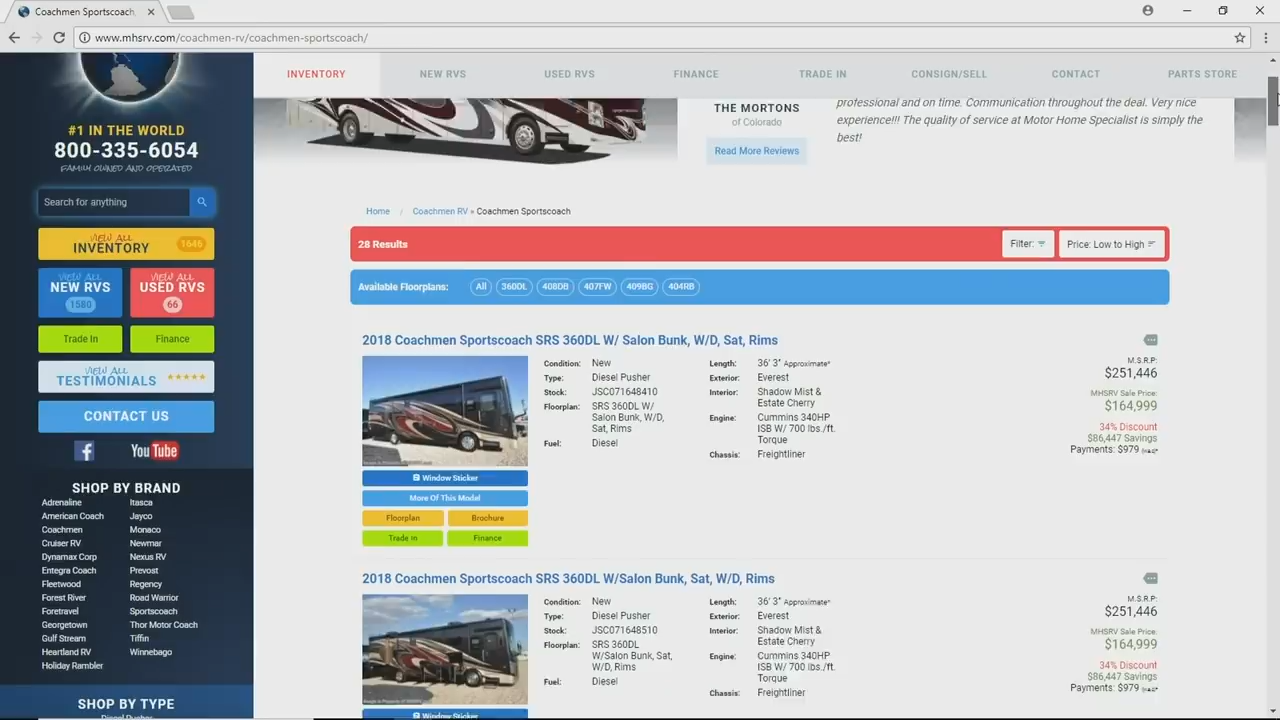 Coachmen Sportscoach,
www.mhsrv.com/coachmen-rv/coachmen-sportscoach/
INVENTORY NEW RVS USED RVS FINANCE TRADE IN CONSIGN/SELL CONTACT PARTS STORE
#1 IN THE WORLD
800-335-6054
FAMILY OWNED AND OPERATED
Search for anything
VIEW ALL
INVENTORY 1646
VIEW ALL
NEW RVS
1580
VIEW ALL
USED RVS
66
Trade In
Finance
VIEW ALL
TESTIMONIALS
CONTACT US
f
YouTube
SHOP BY BRAND
Adrenaline Itasca
American Coach Jayco
Coachmen Monaco
Cruiser RV Newmar
Dynamax Corp Nexus RV
Entegra Coach Prevost
Fleetwood Regency
Forest River Road Warrior
Foretravel Sportscoach
Georgetown Thor Motor Coach
Gulf Stream Tiffin
Heartland RV Winnebago
Holiday Rambler
SHOP BY TYPE
Diesel Pusher
THE MORTONS
of Colorado
Read More Reviews
professional and on time. Communication throughout the deal. Very nice
experience!!! The quality of service at Motor Home Specialist is simply the
best!
Home / Coachmen RV » Coachmen Sportscoach
28 Results
Filter:
Price: Low to High
Available Floorplans: All 360DL 408DB 407FW 409BG 404RB
2018 Coachmen Sportscoach SRS 360DL W/ Salon Bunk, W/D, Sat, Rims
Window Sticker
More Of This Model
Floorplan Brochure
Trade In Finance
Condition: New
Type: Diesel Pusher
Stock: JSC071648410
Floorplan: SRS 360DL W/
Salon Bunk, W/D,
Sat, Rims
Fuel: Diesel
Length: 36' 3" Approximate*
Exterior: Everest
Interior: Shadow Mist &
Estate Cherry
Engine: Cummins 340HP
ISB W/ 700 lbs./ft.
Torque
Chassis: Freightliner
M.S.R.P:
$251,446
MHSRV Sale Price:
$164,999
34% Discount
$86,447 Savings
Payments: $979
2018 Coachmen Sportscoach SRS 360DL W/Salon Bunk, Sat, W/D, Rims
Window Sticker
Condition: New
Type: Diesel Pusher
Stock: JSC071648510
Floorplan: SRS 360DL
W/Salon Bunk, Sat,
W/D, Rims
Fuel: Diesel
Length: 36' 3" Approximate*
Exterior: Everest
Interior: Shadow Mist &
Estate Cherry
Engine: Cummins 340HP
ISB W/ 700 lbs./ft.
Torque
Chassis: Freightliner
M.S.R.P:
$251,446
MHSRV Sale Price:
$164,999
34% Discount
$86,447 Savings
Payments: $979